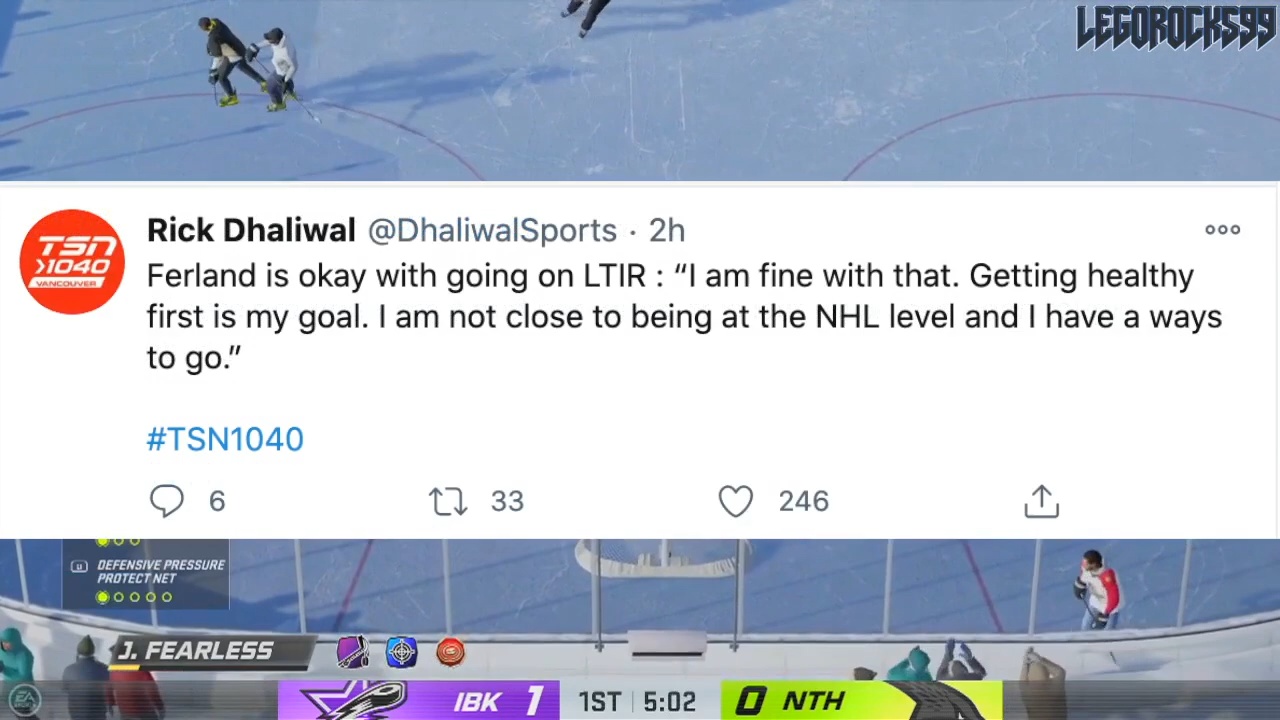 LEGOROCKS99
TSN
1040
VANCOUVER
Rick Dhaliwal @DhaliwalSports · 2h
Ferland is okay with going on LTIR : “I am fine with that. Getting healthy
first is my goal. I am not close to being at the NHL level and I have a ways
to go.”
#TSN1040
6 33 246
DEFENSIVE PRESSURE
PROTECT NET
J. FEARLESS
EA
SPORTS
IBK 1 1ST 5:02 0 NTH